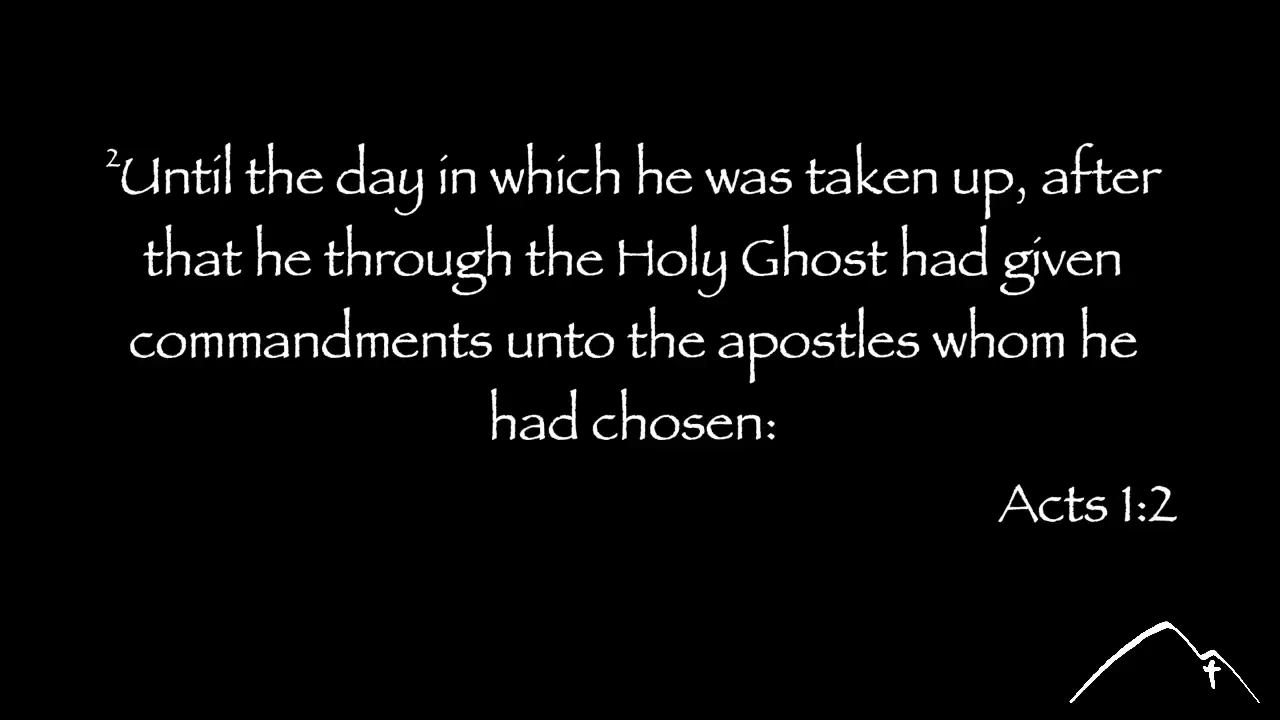 ²Until the day in which he was taken up, after
that he through the Holy Ghost had given
commandments unto the apostles whom he
had chosen:
Acts 1:2